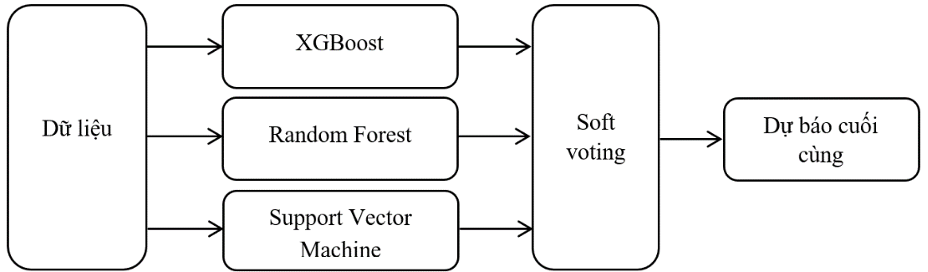 Dữ liệu
XGBoost
Random Forest
Support Vector
Machine
Soft
voting
Dự báo cuối
cùng